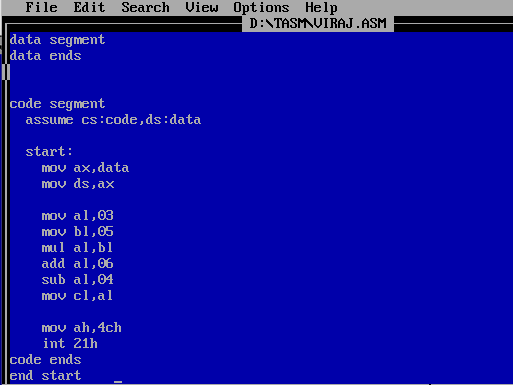 File Edit Search View Options Help
D:\TASM\VIRAJ.ASM
data segment
data ends
code segment
assume cs:code,ds:data
start:
mov ax,data
mov ds,ax
mov al,03
mov bl,05
mul al,bl
add al,06
sub al,04
mov cl,al
mov ah,4ch
int 21h
code ends
end start